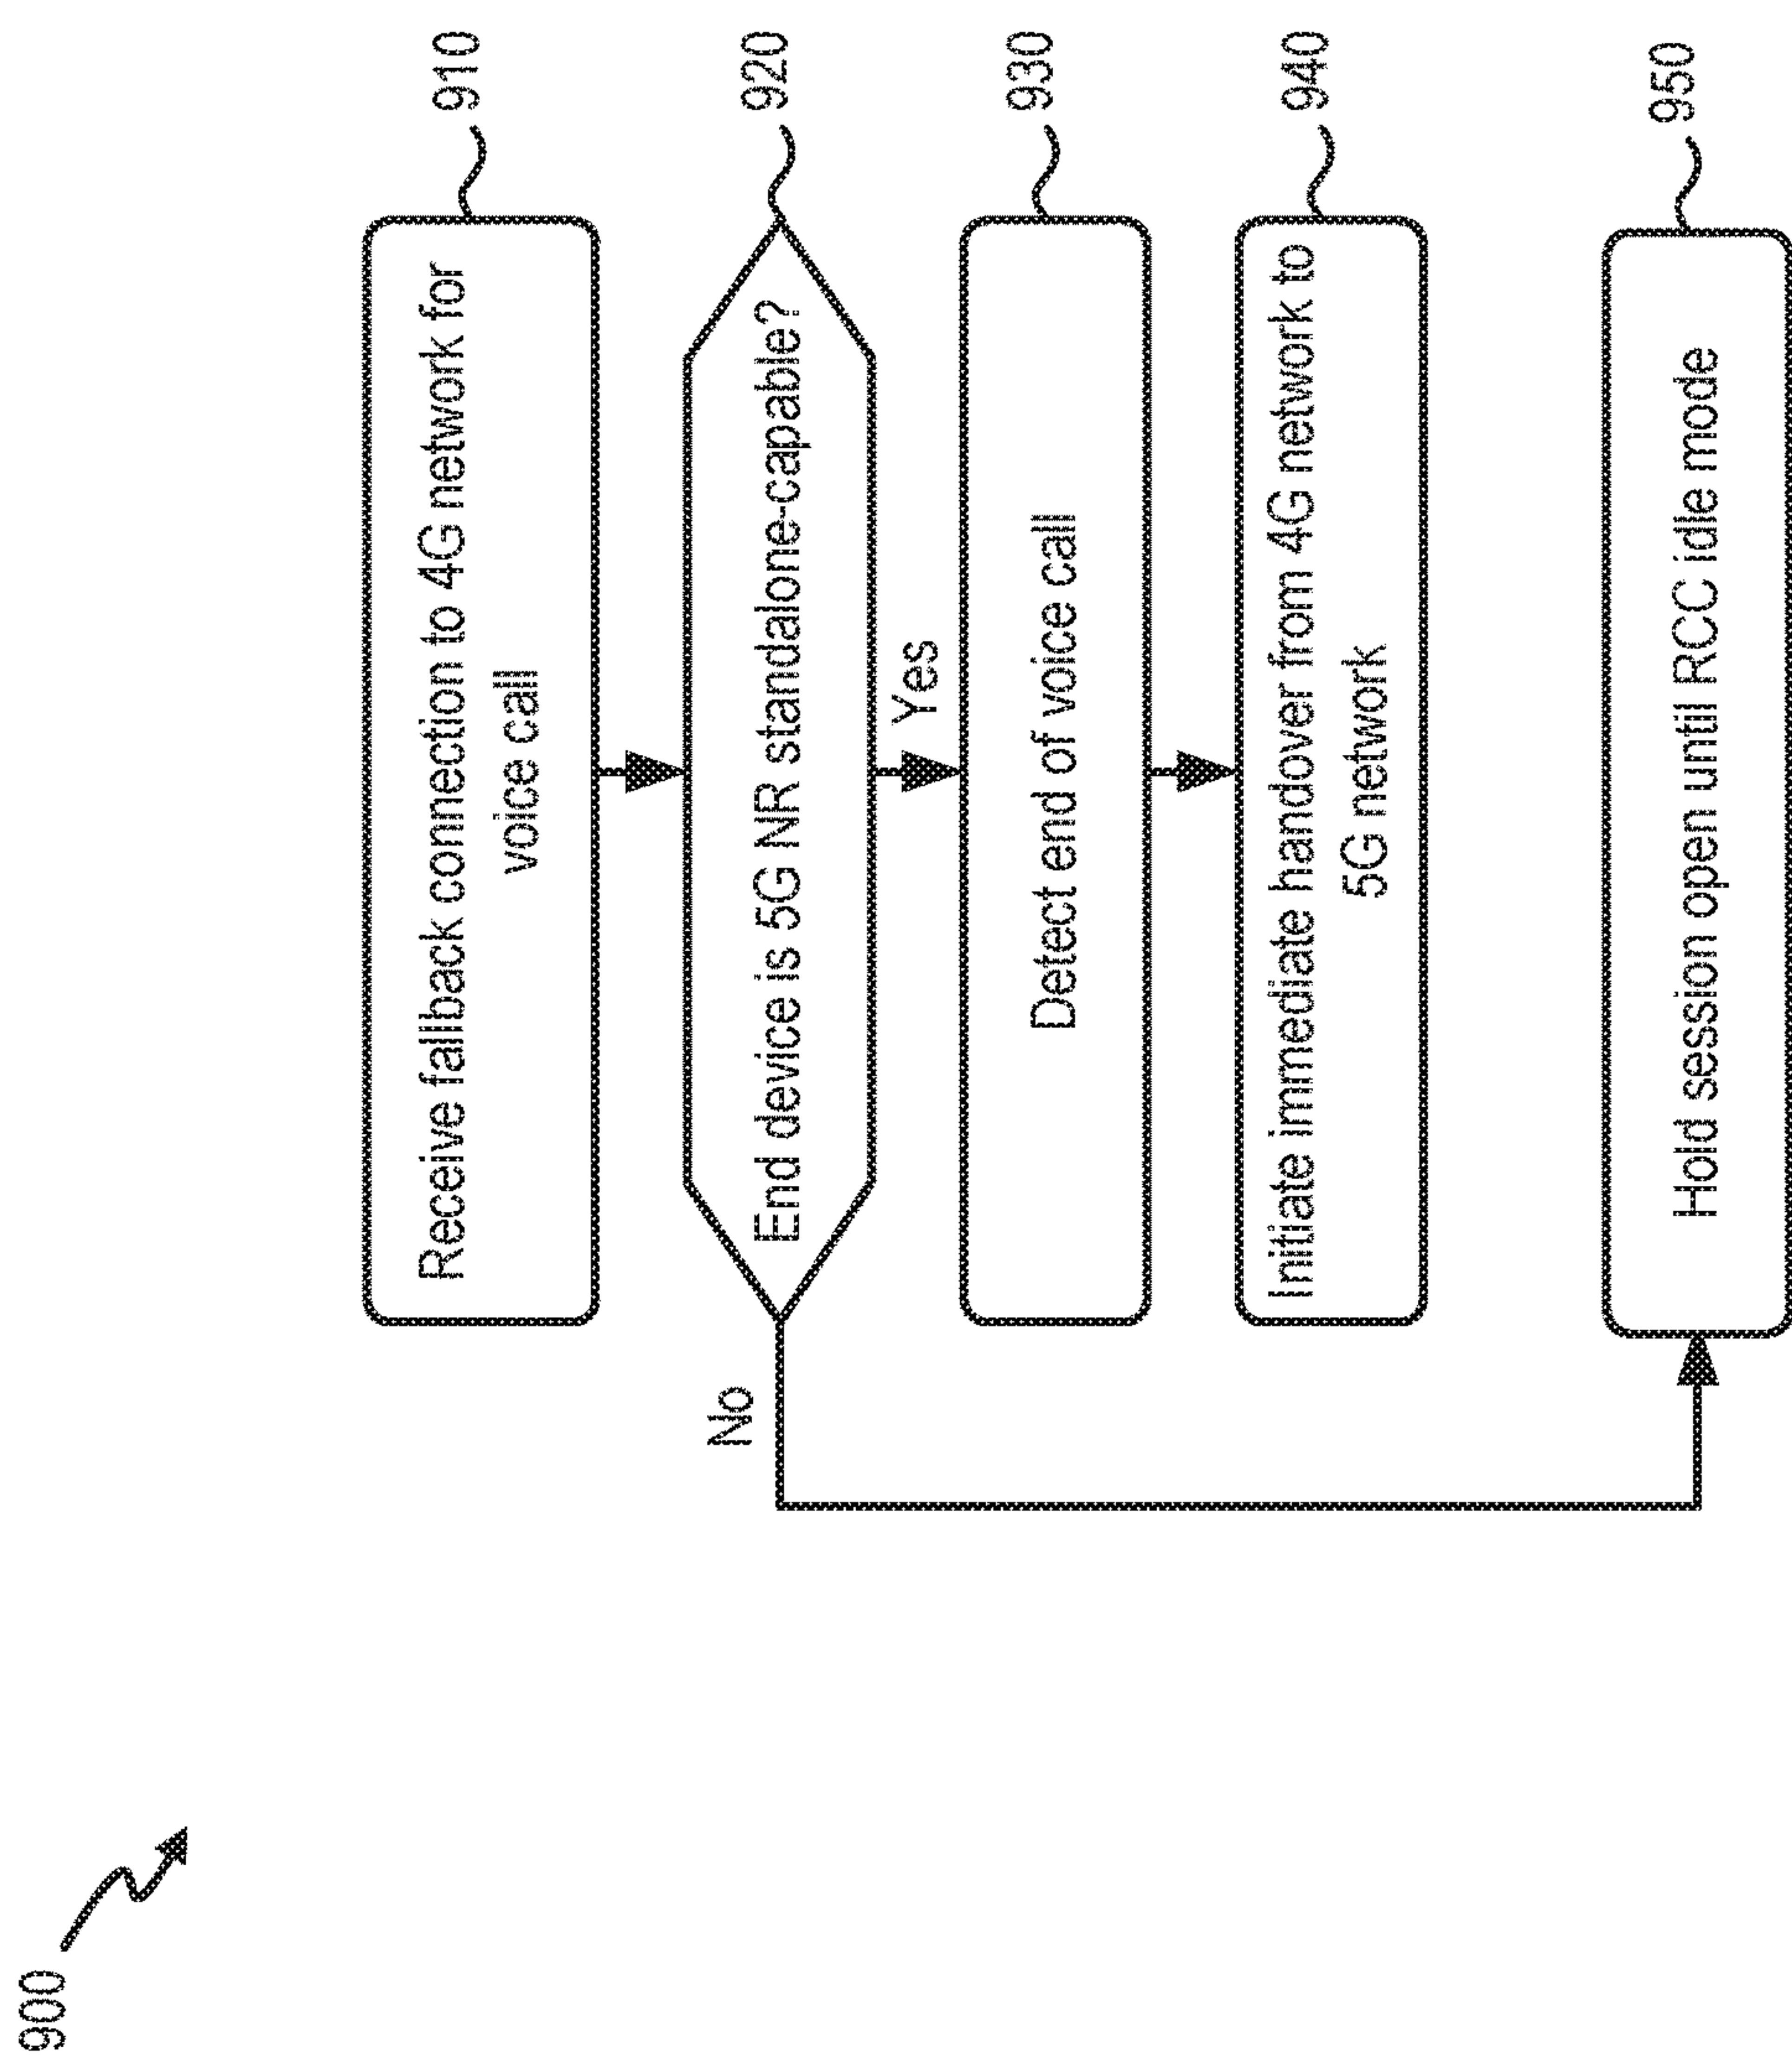 900
Receive fallback connection to 4G network for
voice call
910
End device is 5G NR standalone-capable?
920
No
Yes
Detect end of voice call
930
Initiate immediate handover from 4G network to
5G network
940
Hold session open until RCC idle mode
950